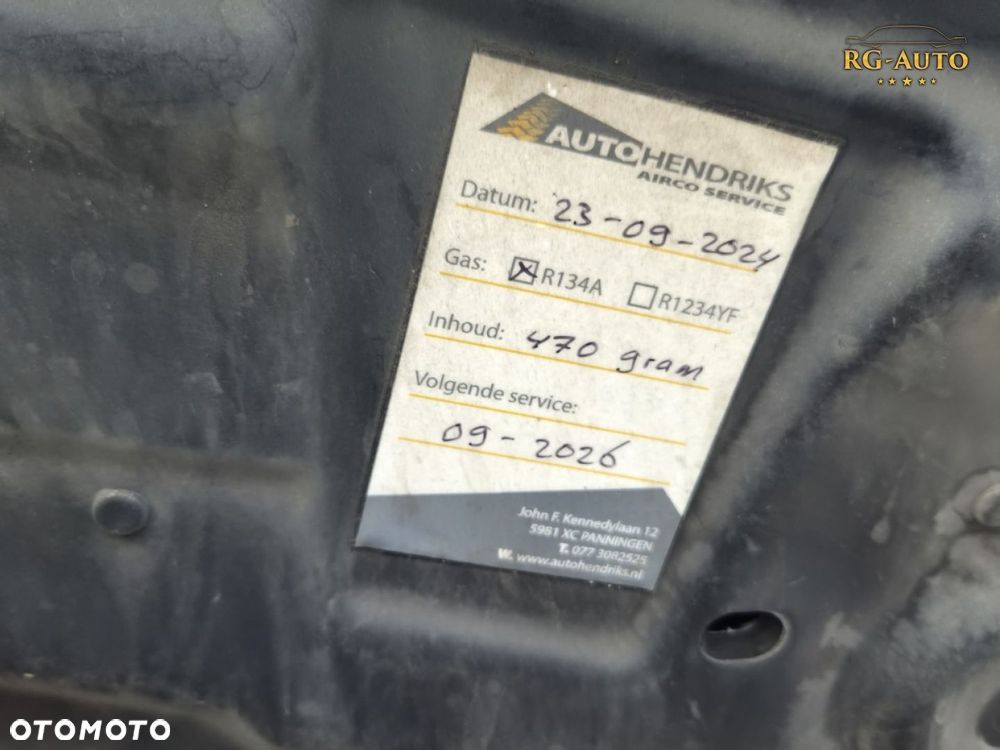 RG-AUTO
AUTOHENDRIKS
AIRCO SERVICE
Datum: 23-09-2024
Gas: R134A R1234YF
Inhoud: 470 gram
Volgende service:
09-2026
John F. Kennedylaan 12
5981 XC PANNINGEN
T. 077 3082525
W. www.autohendriks.nl
OTOMOTO